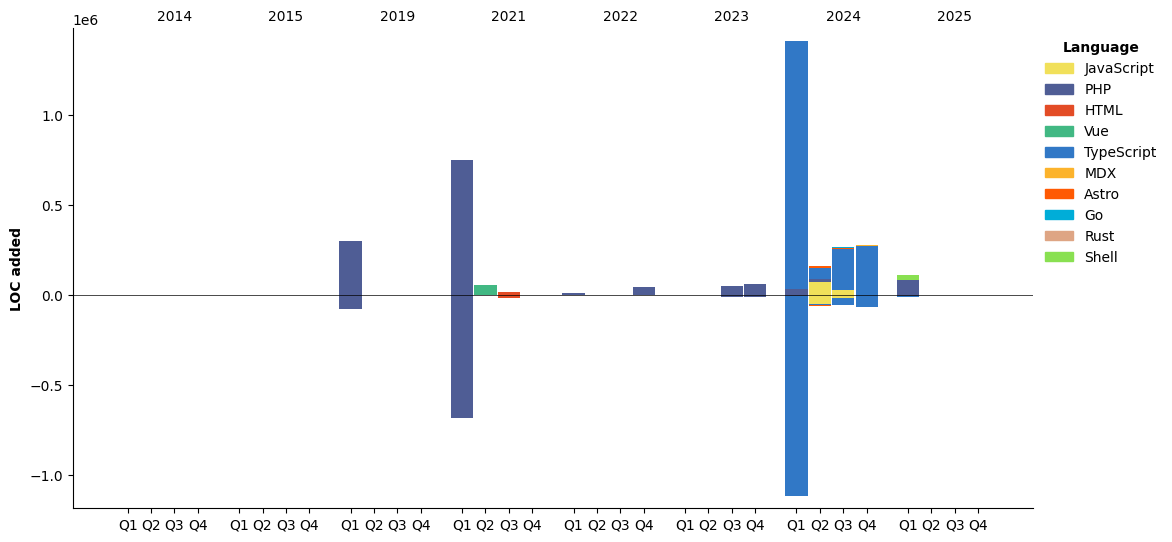 1e6
2014 2015 2019 2021 2022 2023 2024 2025
1.0
0.5
0.0
−0.5
−1.0
LOC added
Q1 Q2 Q3 Q4 Q1 Q2 Q3 Q4 Q1 Q2 Q3 Q4 Q1 Q2 Q3 Q4 Q1 Q2 Q3 Q4 Q1 Q2 Q3 Q4 Q1 Q2 Q3 Q4 Q1 Q2 Q3 Q4
Language
JavaScript
PHP
HTML
Vue
TypeScript
MDX
Astro
Go
Rust
Shell